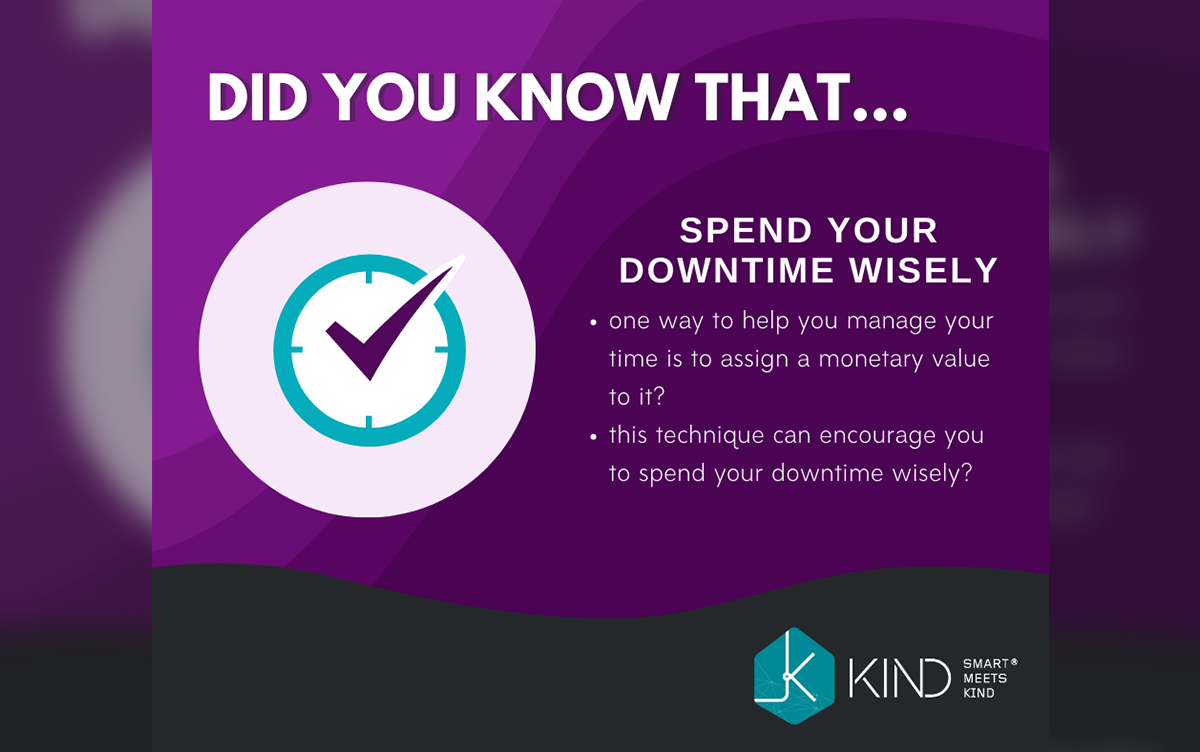 DID YOU KNOW THAT...
SPEND YOUR
DOWNTIME WISELY
• one way to help you manage your
time is to assign a monetary value
to it?
• this technique can encourage you
to spend your downtime wisely?
KIND
SMART®
MEETS
KIND